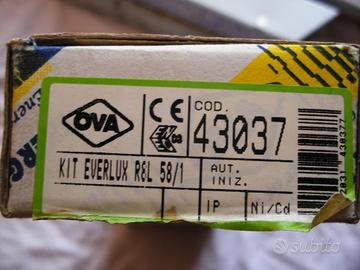 OVA
CE
COD.
43037
KIT EVERLUX R&L 58/1
AUT.
INIZ.
IP
Ni/Cd
subito